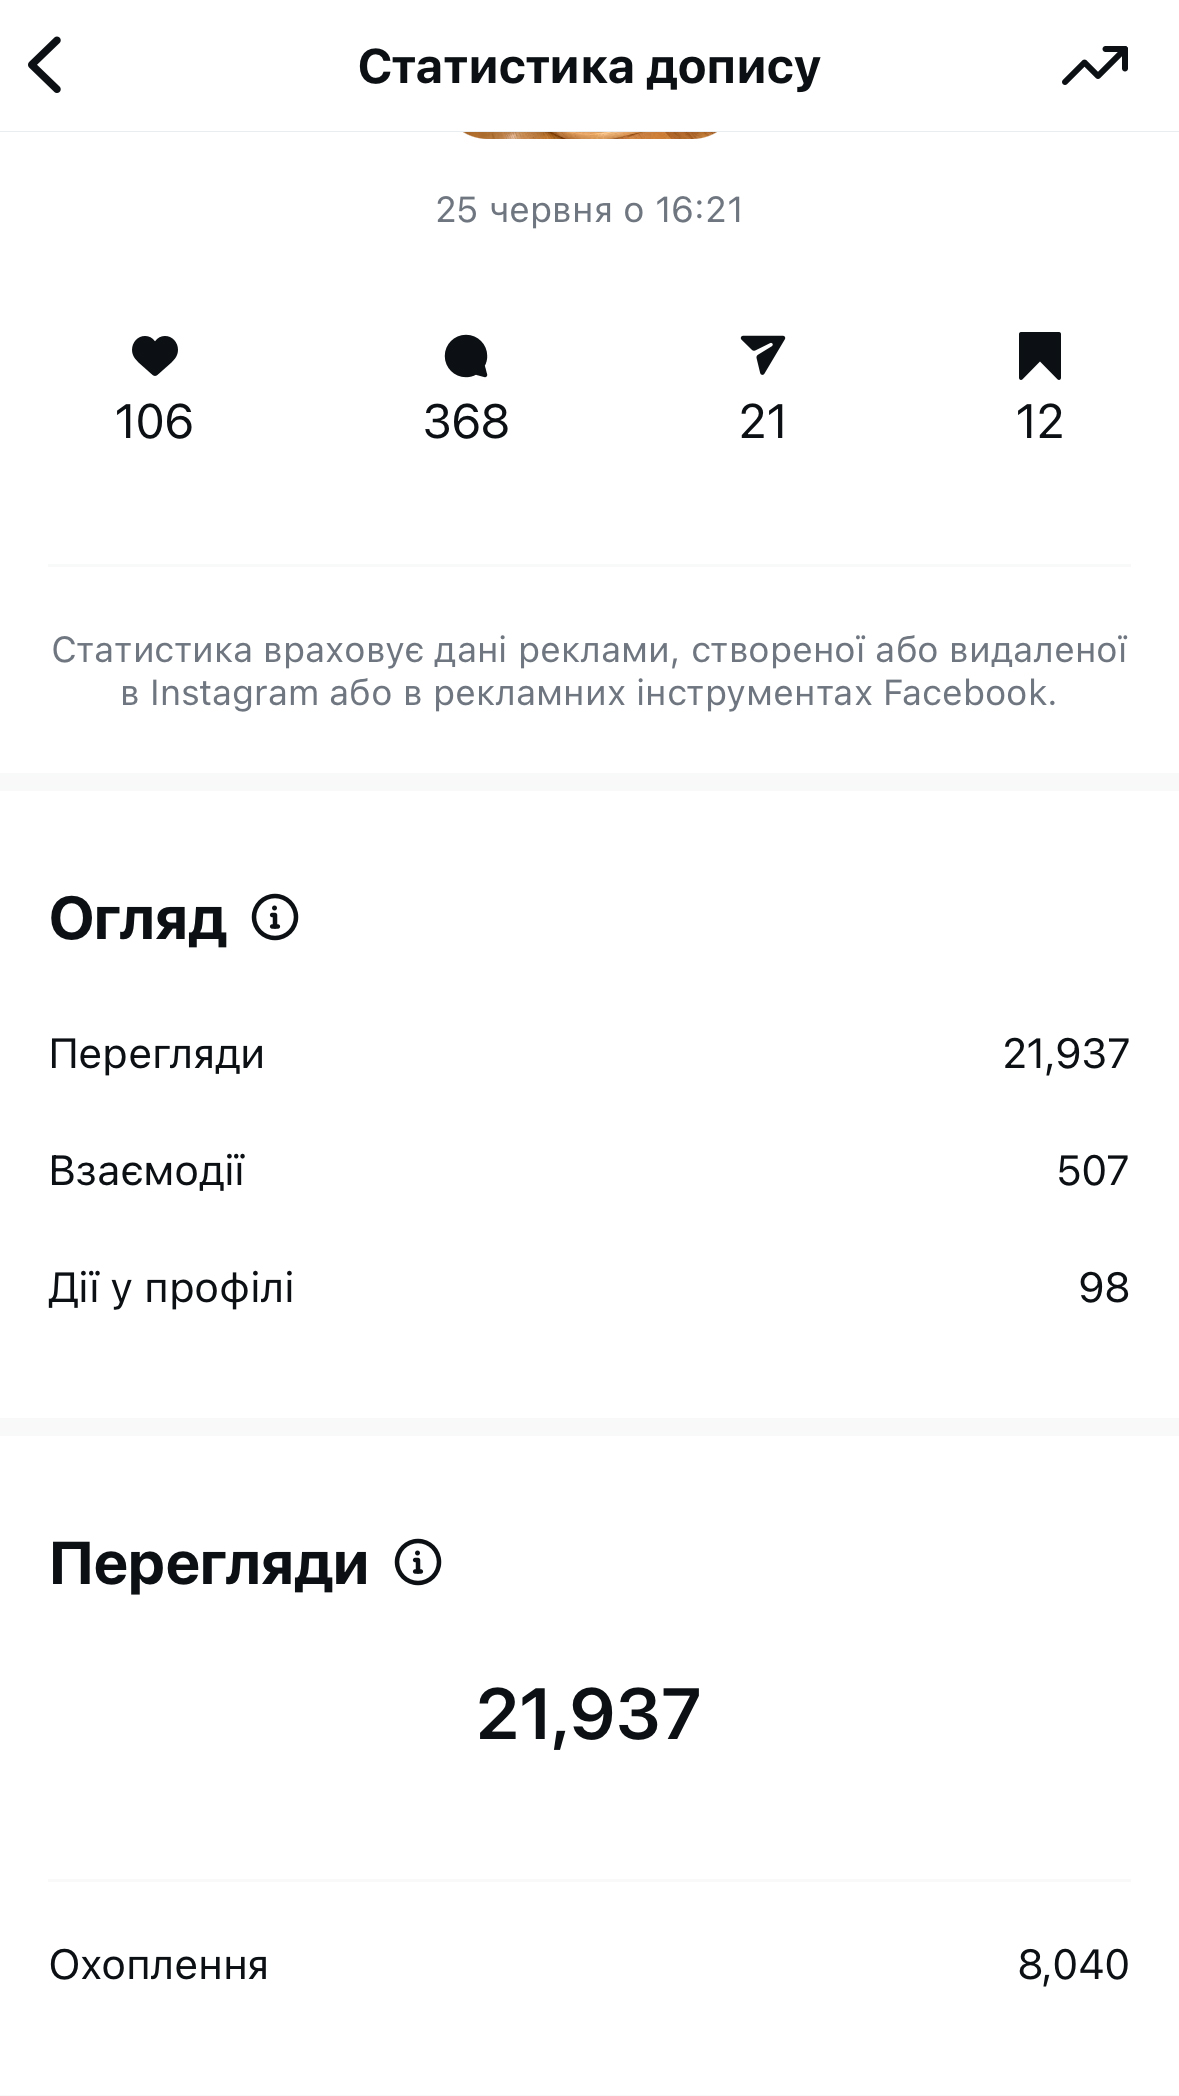 Статистика допису
25 червня о 16:21
106 368 21 12
Статистика враховує дані реклами, створеної або видаленої
в Instagram або в рекламних інструментах Facebook.
Огляд
Перегляди 21,937
Взаємодії 507
Дії у профілі 98
Перегляди
21,937
Охоплення 8,040